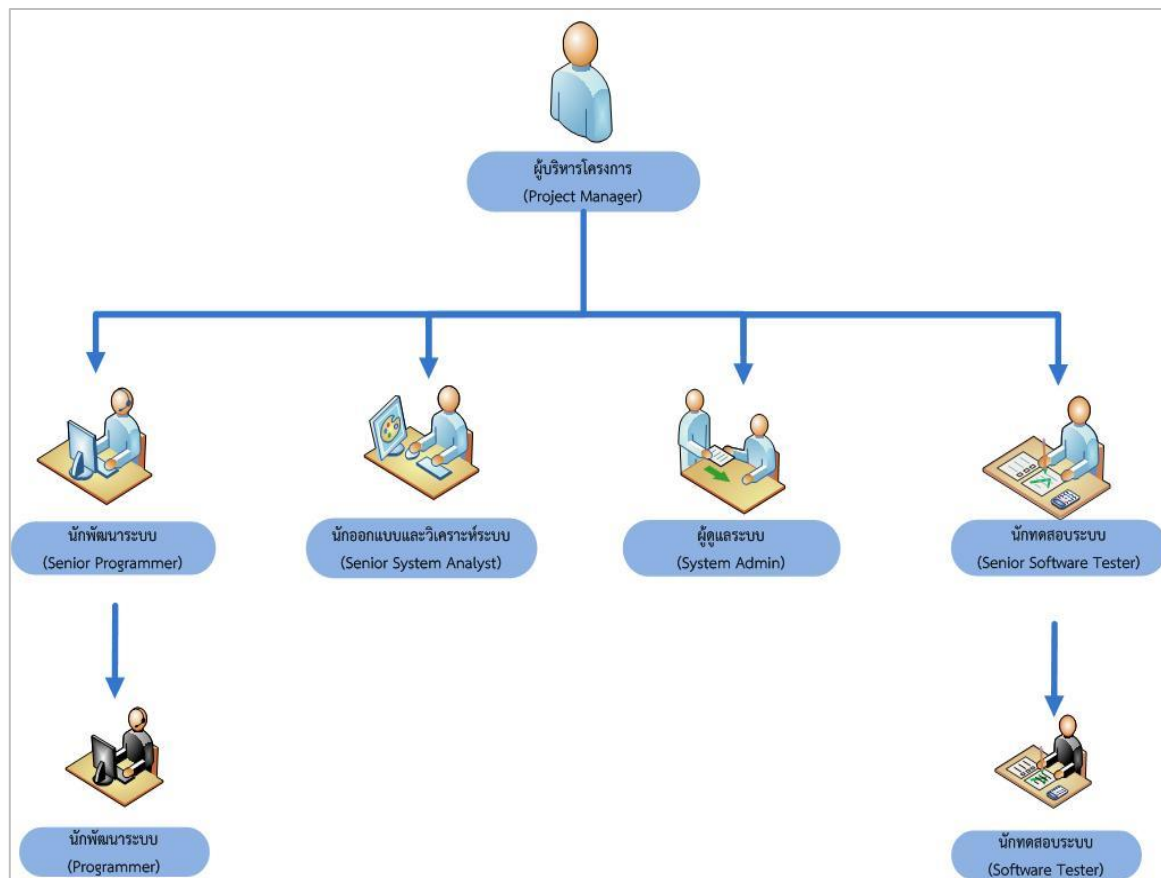 ผู้บริหารโครงการ
(Project Manager)
นักพัฒนาระบบ
(Senior Programmer)
นักออกแบบและวิเคราะห์ระบบ
(Senior System Analyst)
ผู้ดูแลระบบ
(System Admin)
นักทดสอบระบบ
(Senior Software Tester)
นักพัฒนาระบบ
(Programmer)
นักทดสอบระบบ
(Software Tester)